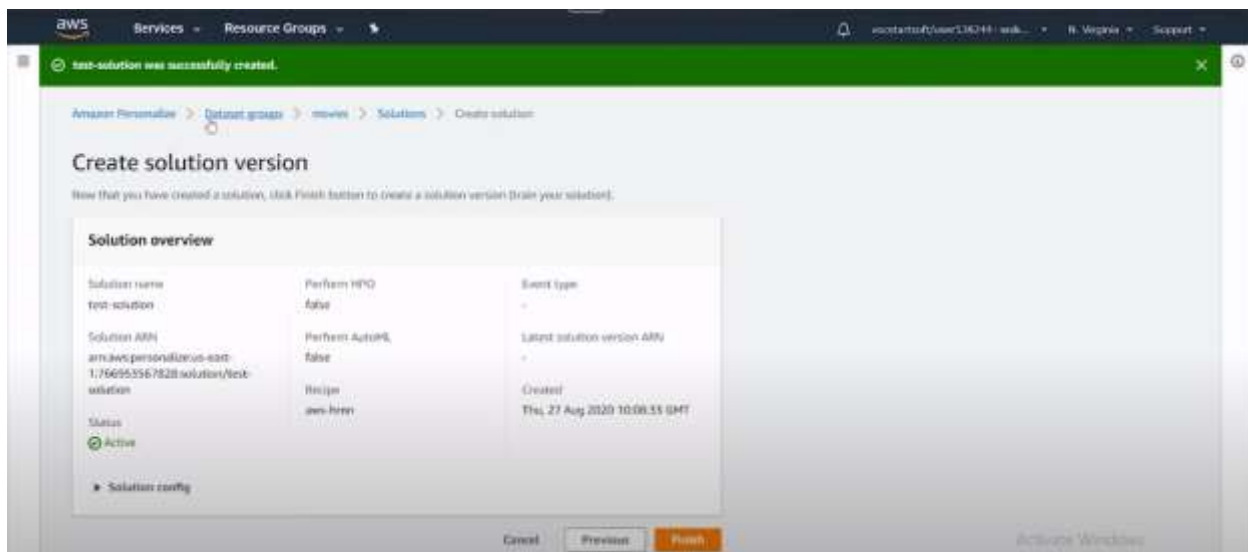 aws
Services
Resource Groups
N. Virginia
Support
test-solution was successfully created.
Amazon Personalize > Dataset groups > movies > Solutions > Create solution
Create solution version
Now that you have created a solution, click Finish button to create a solution version (train your solution).
Solution overview
Solution name
test-solution
Solution ARN
arn:aws:personalize:us-east-
1:766953567828:solution/test-
solution
Status
Active
Perform HPO
false
Perform AutoML
false
Recipe
aws-hrnn
Event type
-
Latest solution version ARN
-
Created
Thu, 27 Aug 2020 10:08:55 GMT
Solution config
Cancel
Previous
Finish
Activate Windows